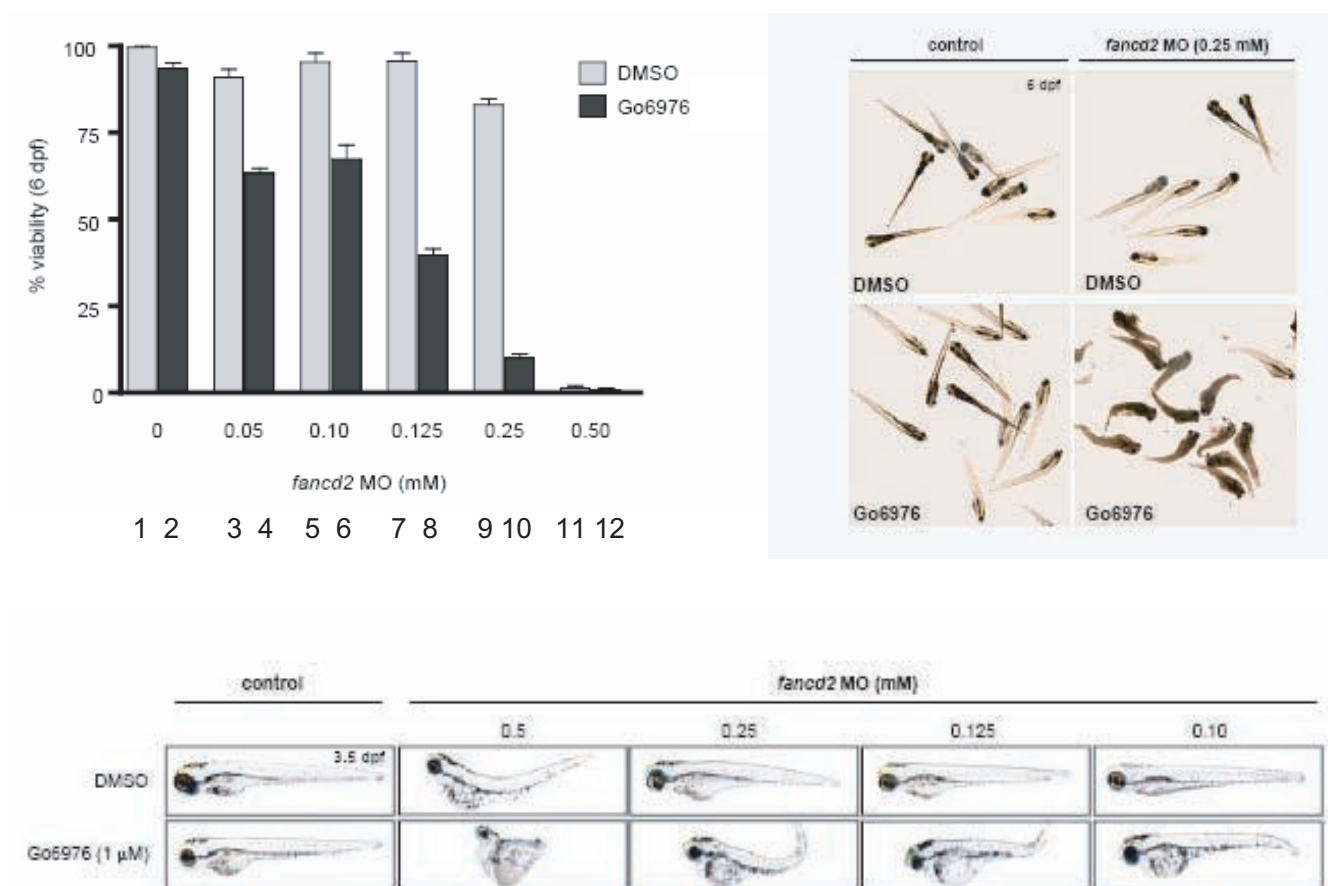 100
75
50
25
0
% viability (6 dpf)
DMSO
Go6976
0 0.05 0.10 0.125 0.25 0.50
fancd2 MO (mM)
1 2 3 4 5 6 7 8 9 10 11 12
control fancd2 MO (0.25 mM)
6 dpf
DMSO DMSO
Go6976 Go6976
control fancd2 MO (mM)
0.5 0.25 0.125 0.10
3.5 dpf
DMSO
Go6976 (1 µM)